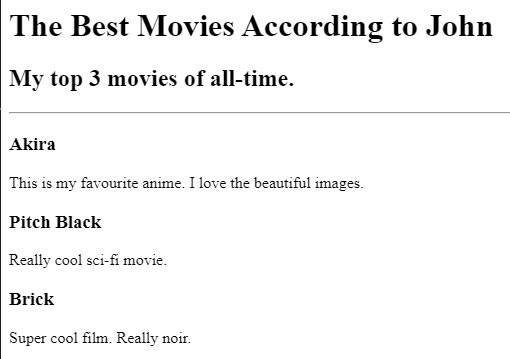 The Best Movies According to John
My top 3 movies of all-time.
Akira
This is my favourite anime. I love the beautiful images.
Pitch Black
Really cool sci-fi movie.
Brick
Super cool film. Really noir.